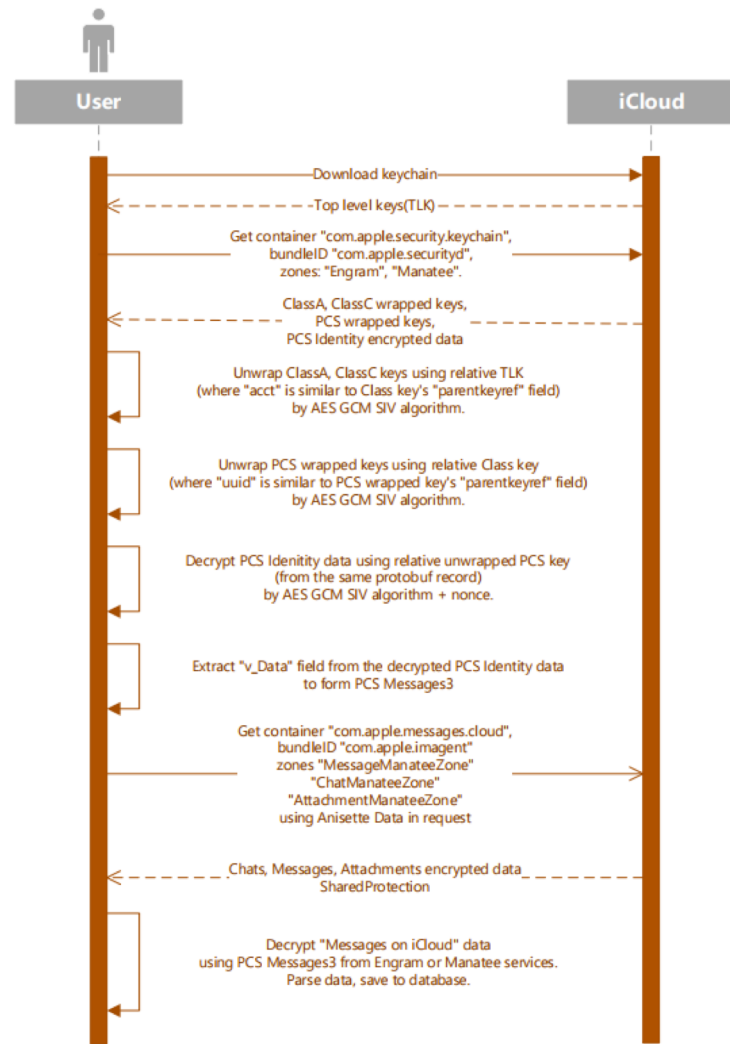 User
iCloud
Download keychain
Top level keys(TLK)
Get container "com.apple.security.keychain",
bundleID "com.apple.securityd",
zones: "Engram", "Manatee".
ClassA, ClassC wrapped keys,
PCS wrapped keys,
PCS Identity encrypted data
Unwrap ClassA, ClassC keys using relative TLK
(where "acct" is similar to Class key's "parentkeyref" field)
by AES GCM SIV algorithm.
Unwrap PCS wrapped keys using relative Class key
(where "uuid" is similar to PCS wrapped key's "parentkeyref" field)
by AES GCM SIV algorithm.
Decrypt PCS Idenitity data using relative unwrapped PCS key
(from the same protobuf record)
by AES GCM SIV algorithm + nonce.
Extract "v_Data" field from the decrypted PCS Identity data
to form PCS Messages3
Get container "com.apple.messages.cloud",
bundleID "com.apple.imagent"
zones "MessageManateeZone"
"ChatManateeZone"
"AttachmentManateeZone"
using Anisette Data in request
Chats, Messages, Attachments encrypted data
SharedProtection
Decrypt "Messages on iCloud" data
using PCS Messages3 from Engram or Manatee services.
Parse data, save to database.